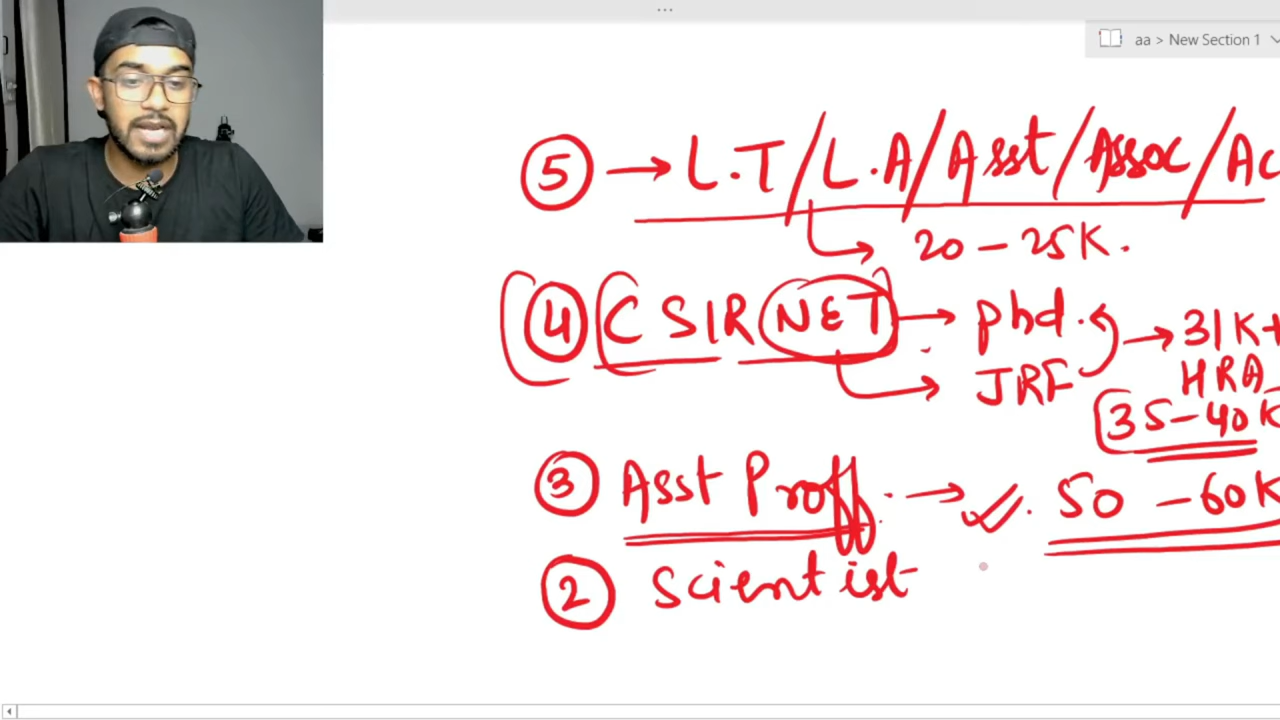 aa > New Section 1
5 → L.T / L.A / Asst / Assoc / Ac
20 - 25K.
4 CSIR NET → phd. → 31K+
JRF HRA
35-40K
3 Asst Proff. → 50 - 60K
2 Scientist